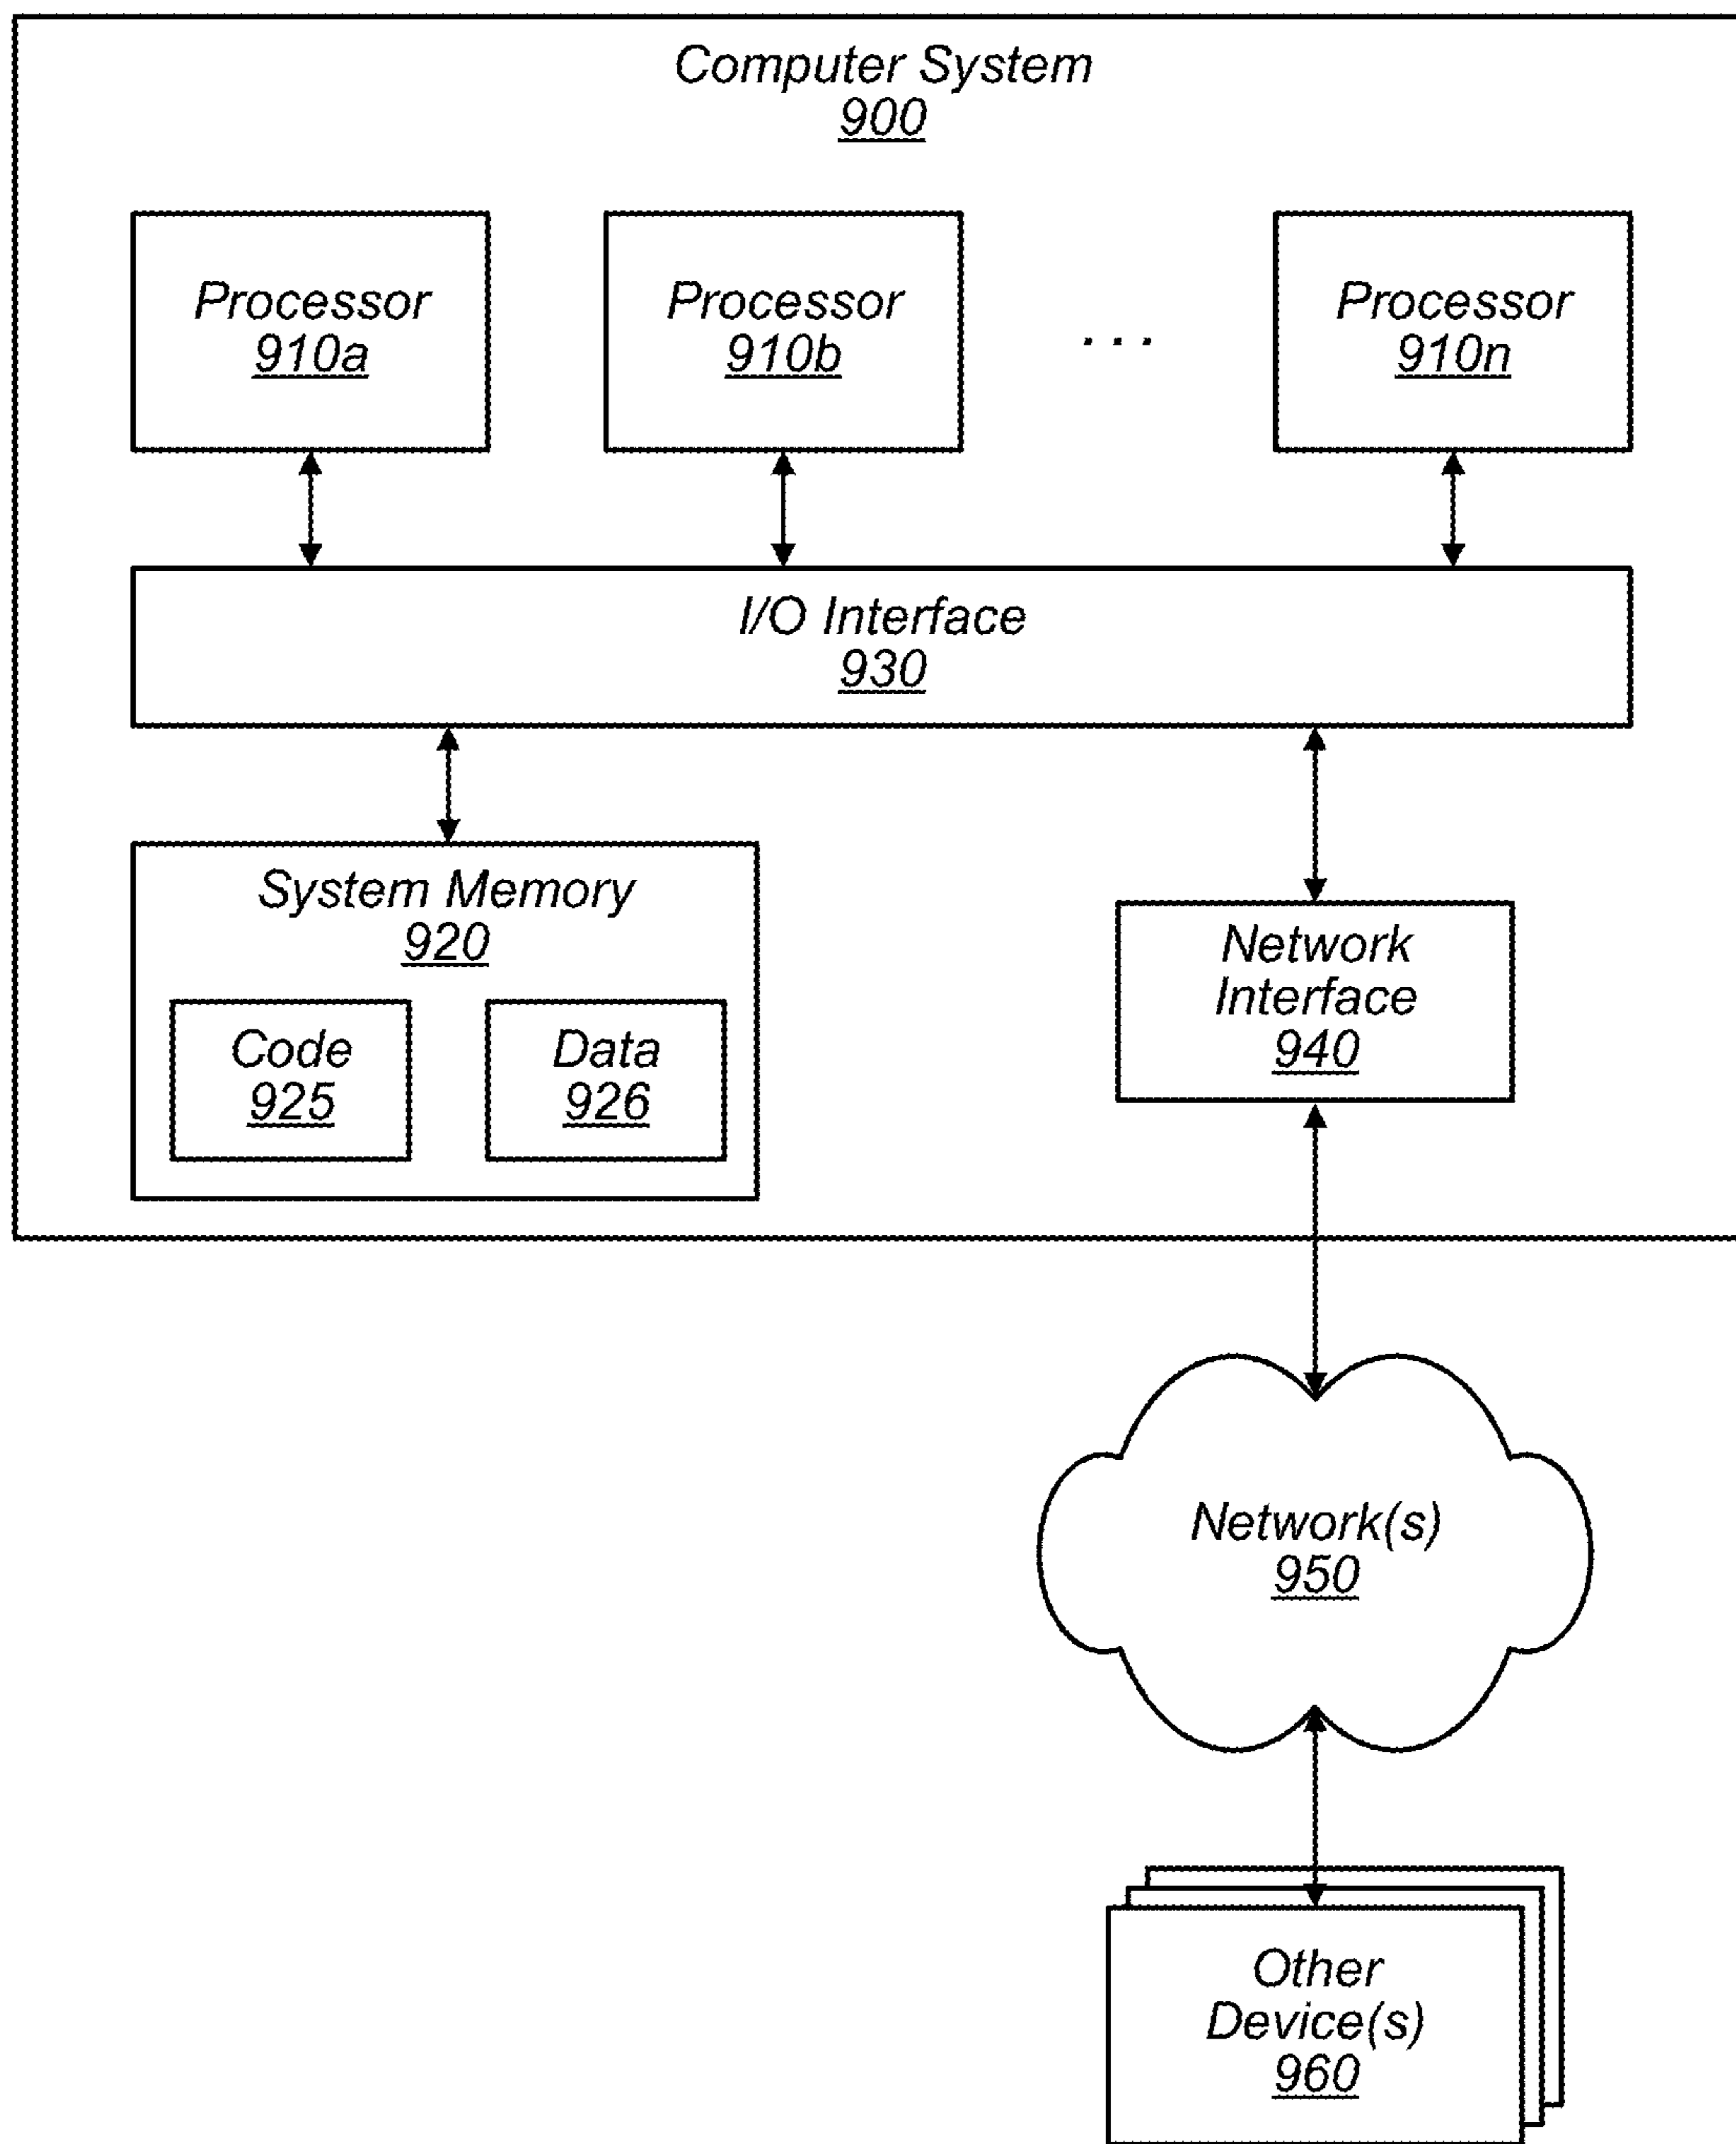 Computer System
900
Processor
910a
Processor
910b
. . .
Processor
910n
I/O Interface
930
System Memory
920
Code
925
Data
926
Network
Interface
940
Network(s)
950
Other
Device(s)
960